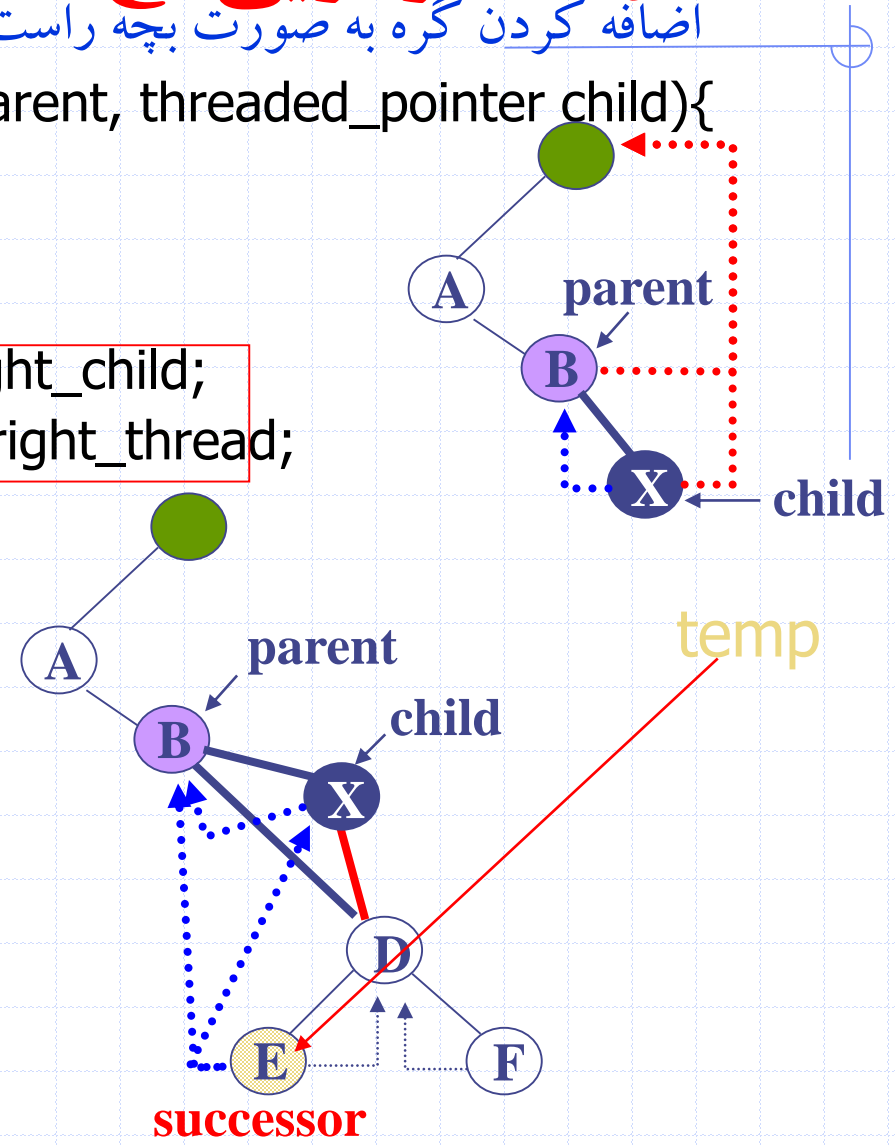 اضافه کردن گره به صورت بچه راست
arent, threaded_pointer child){
A
parent
B
ght_child;
right_thread;
X
child
temp
A
parent
child
B
X
D
E
F
successor